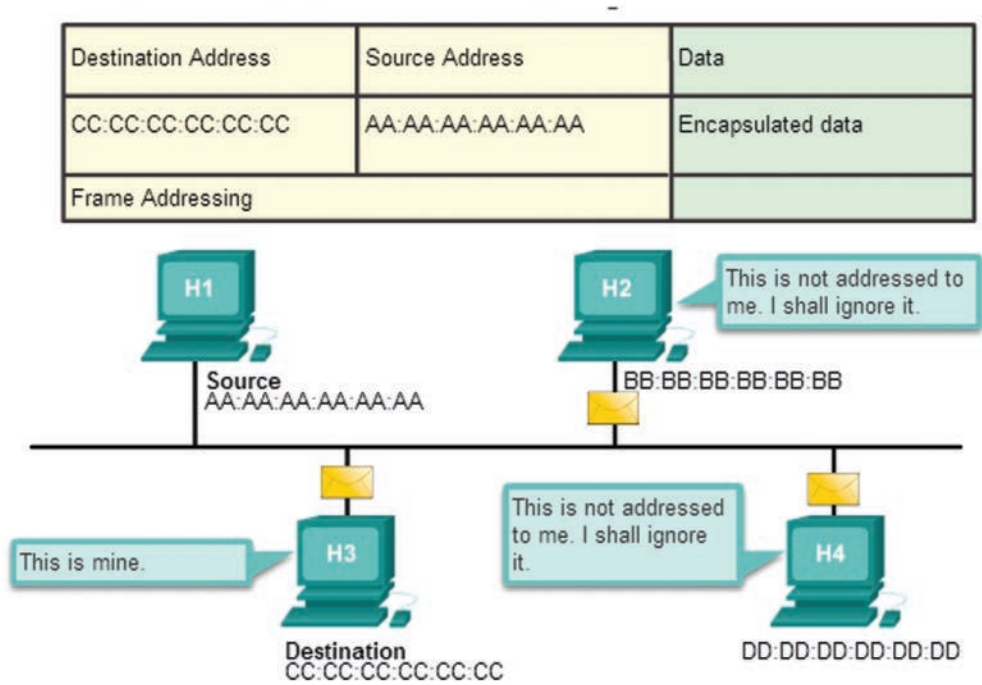 Destination Address Source Address Data
CC:CC:CC:CC:CC:CC AA:AA:AA:AA:AA:AA Encapsulated data
Frame Addressing
H1
H2
This is not addressed to
me. I shall ignore it.
Source
AA:AA:AA:AA:AA:AA
BB:BB:BB:BB:BB:BB
This is mine.
H3
This is not addressed
to me. I shall ignore
it.
H4
Destination
CC:CC:CC:CC:CC:CC
DD:DD:DD:DD:DD:DD